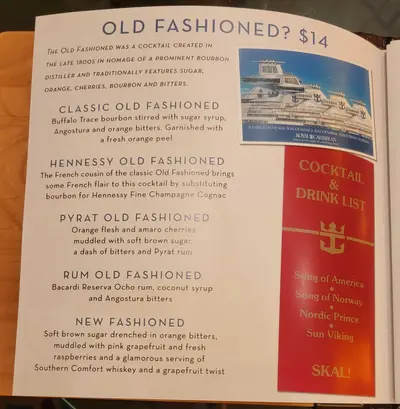 OLD FASHIONED? $14
THE OLD FASHIONED WAS A COCKTAIL CREATED IN
THE LATE 1800S IN HOMAGE OF A PROMINENT BOURBON
DISTILLER AND TRADITIONALLY FEATURES SUGAR,
ORANGE, CHERRIES, BOURBON AND BITTERS.
CLASSIC OLD FASHIONED
Buffalo Trace bourbon stirred with sugar syrup,
Angostura and orange bitters. Garnished with
a fresh orange peel
HENNESSY OLD FASHIONED
The French cousin of the classic Old Fashioned brings
some French flair to this cocktail by substituting
bourbon for Hennessy Fine Champagne Cognac
PYRAT OLD FASHIONED
Orange flesh and amaro cherries
muddled with soft brown sugar,
a dash of bitters and Pyrat rum
RUM OLD FASHIONED
Bacardi Reserva Ocho rum, coconut syrup
and Angostura bitters
NEW FASHIONED
Soft brown sugar drenched in orange bitters,
muddled with pink grapefruit and fresh
raspberries and a glamorous serving of
Southern Comfort whiskey and a grapefruit twist
ROYAL CARIBBEAN
COCKTAIL
&
DRINK LIST
Song of America
Song of Norway
Nordic Prince
Sun Viking
SKAL!